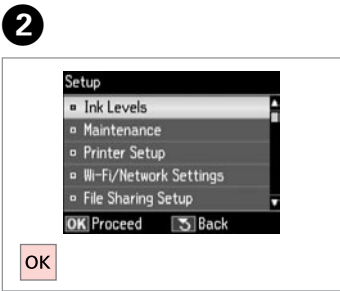 2
Setup
Ink Levels
Maintenance
Printer Setup
Wi-Fi/Network Settings
File Sharing Setup
OK Proceed Back
OK